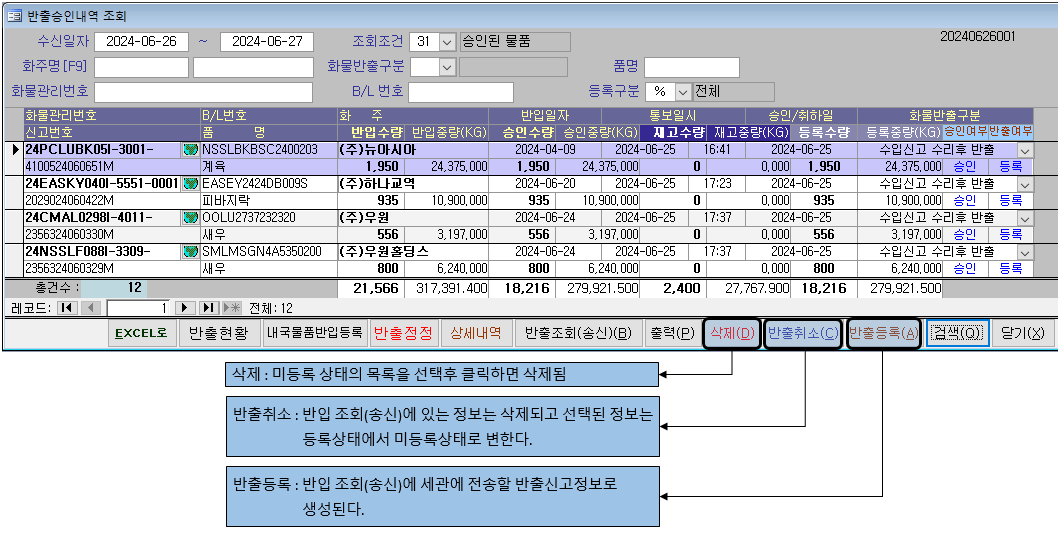 반출승인내역 조회
수신일자 2024-06-26 ~ 2024-06-27 조회조건 31 승인된 물품 20240626001
화주명[F9] 화물반출구분 품명
화물관리번호 B/L 번호 등록구분 % 전체
화물관리번호 B/L번호 화 주 반입일자 통보일시 승인/취하일 화물반출구분
신고번호 품 명 반입수량 반입중량(KG) 승인수량 승인중량(KG) 재고수량 재고중량(KG) 등록수량 등록중량(KG) 승인여부 반출여부
24PCLUBK05I-3001- NSSLBKBSC2400203 (주)뉴아시아 2024-04-09 2024-06-25 16:41 2024-06-25 수입신고 수리후 반출
4100524060651M 계육 1,950 24,375,000 1,950 24,375,000 0 0,000 1,950 24,375,000 승인 등록
24EASKY040I-5551-0001 EASEY2424DB009S (주)하나교역 2024-06-20 2024-06-25 17:23 2024-06-25 수입신고 수리후 반출
2029024060422M 피바지락 935 10,900,000 935 10,900,000 0 0,000 935 10,900,000 승인 등록
24CMAL0298I-4011- OOLU2737232320 (주)우원 2024-06-24 2024-06-25 17:37 2024-06-25 수입신고 수리후 반출
2356324060330M 새우 556 3,197,000 556 3,197,000 0 0,000 556 3,197,000 승인 등록
24NSSLF088I-3309- SMLMSGN4A5350200 (주)우원홀딩스 2024-06-24 2024-06-25 17:37 2024-06-25 수입신고 수리후 반출
2356324060329M 새우 800 6,240,000 800 6,240,000 0 0,000 800 6,240,000 승인 등록
총건수 : 12 21,566 317,391.400 18,216 279,921.500 2,400 27,767.900 18,216 279,921.500
레코드: 1 전체: 12
EXCEL로 반출현황 내국물품반입등록 반출정정 상세내역 반출조회(송신)(B) 출력(P) 삭제(D) 반출취소(C) 반출등록(A) 검색(Q) 닫기(X)
삭제 : 미등록 상태의 목록을 선택후 클릭하면 삭제됨
반출취소 : 반입 조회(송신)에 있는 정보는 삭제되고 선택된 정보는
등록상태에서 미등록상태로 변한다.
반출등록 : 반입 조회(송신)에 세관에 전송할 반출신고정보로
생성된다.